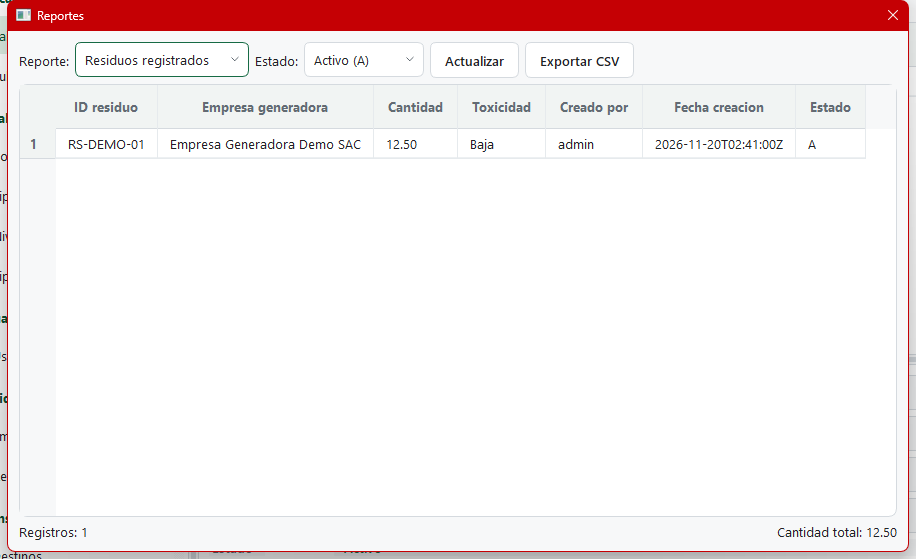 Reportes
Reporte: Residuos registrados Estado: Activo (A) Actualizar Exportar CSV
ID residuo Empresa generadora Cantidad Toxicidad Creado por Fecha creacion Estado
1 RS-DEMO-01 Empresa Generadora Demo SAC 12.50 Baja admin 2026-11-20T02:41:00Z A
Registros: 1 Cantidad total: 12.50